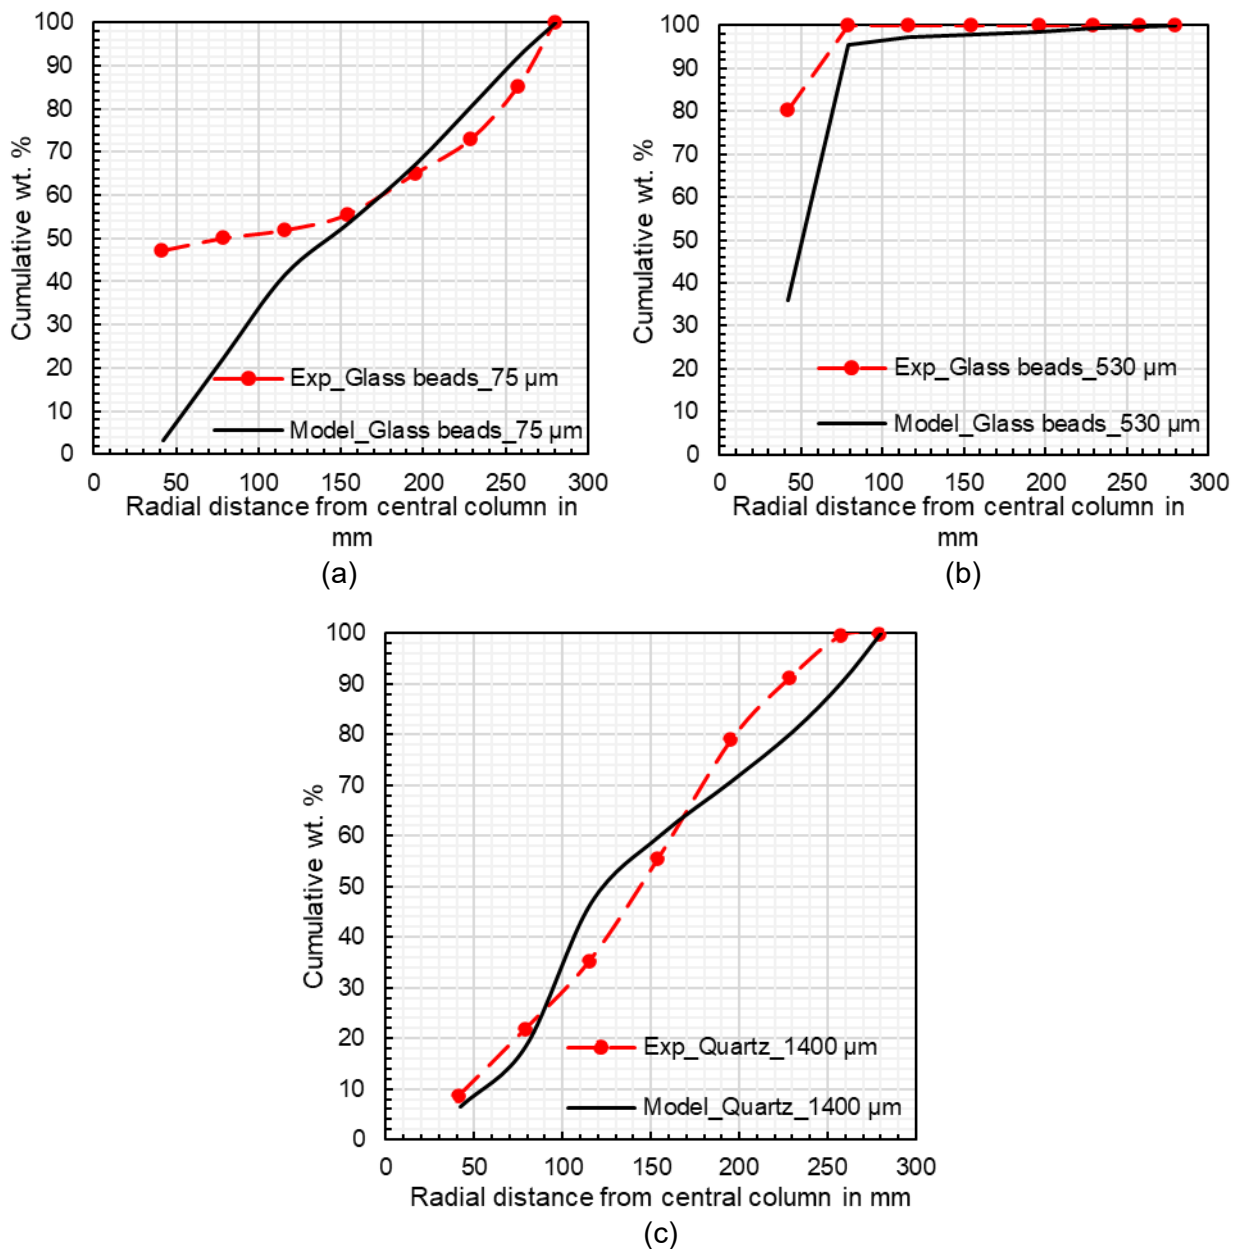 100
90
80
70
60
50
40
30
20
10
0
Cumulative wt. %
Exp_Glass beads_75 µm
Model_Glass beads_75 µm
0 50 100 150 200 250 300
Radial distance from central column in
mm
(a)
100
90
80
70
60
50
40
30
20
10
0
Cumulative wt. %
Exp_Glass beads_530 µm
Model_Glass beads_530 µm
0 50 100 150 200 250 300
Radial distance from central column in
mm
(b)
100
90
80
70
60
50
40
30
20
10
0
Cumulative wt. %
Exp_Quartz_1400 µm
Model_Quartz_1400 µm
0 50 100 150 200 250 300
Radial distance from central column in mm
(c)